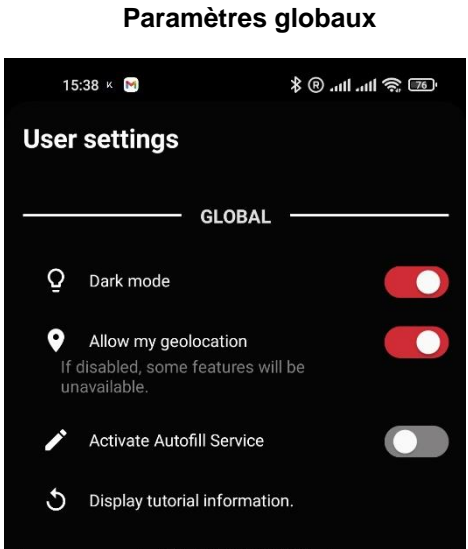 Paramètres globaux
15:38 K M
® 76
User settings
GLOBAL
Dark mode
Allow my geolocation
If disabled, some features will be
unavailable.
Activate Autofill Service
Display tutorial information.